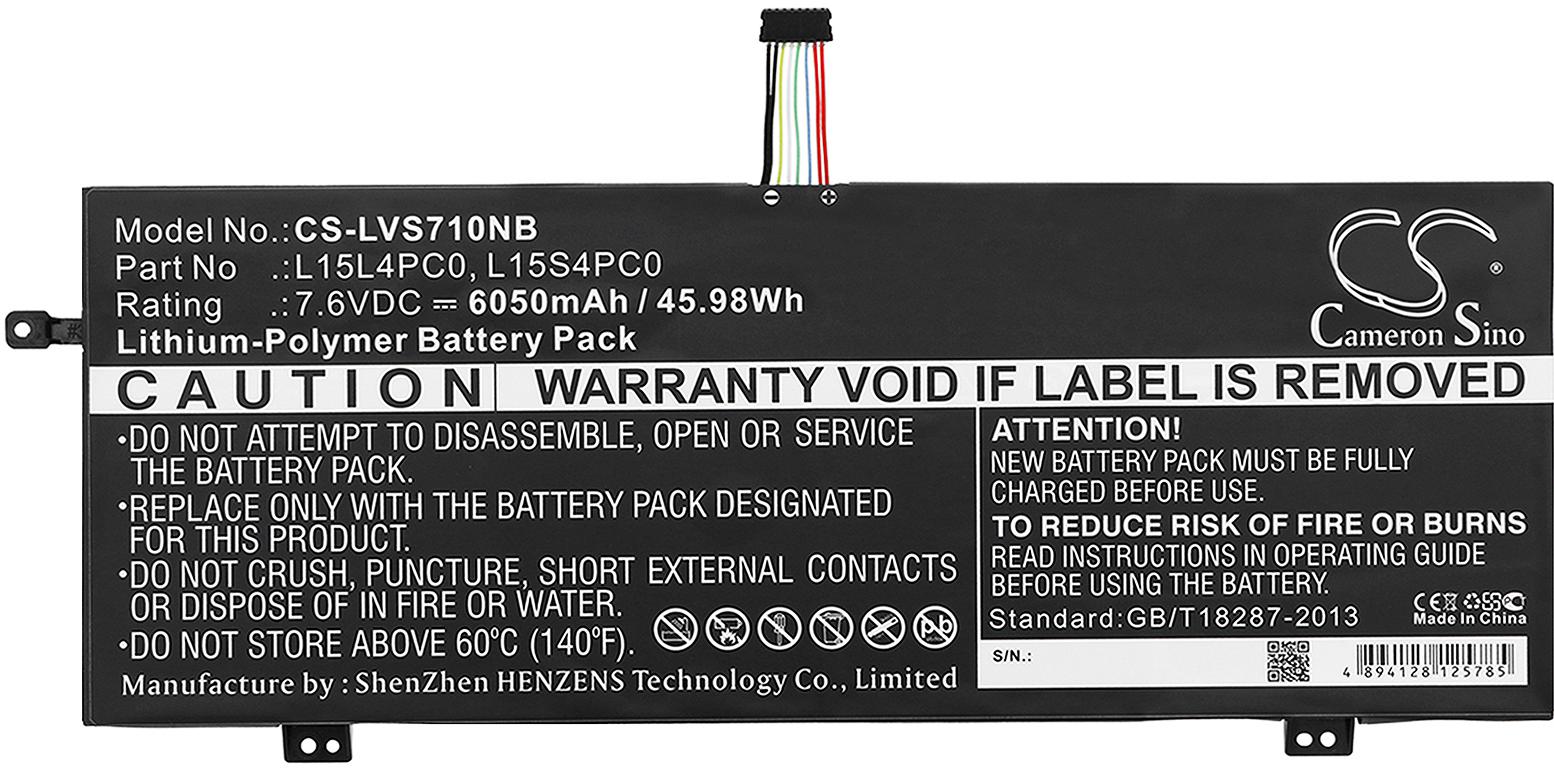 Model No.:CS-LVS710NB
Part No .:L15L4PC0, L15S4PC0
Rating .:7.6VDC ⎓ 6050mAh / 45.98Wh
Lithium-Polymer Battery Pack
CS®
Cameron Sino
CAUTION WARRANTY VOID IF LABEL IS REMOVED
•DO NOT ATTEMPT TO DISASSEMBLE, OPEN OR SERVICE
THE BATTERY PACK.
•REPLACE ONLY WITH THE BATTERY PACK DESIGNATED
FOR THIS PRODUCT.
•DO NOT CRUSH, PUNCTURE, SHORT EXTERNAL CONTACTS
OR DISPOSE OF IN FIRE OR WATER.
•DO NOT STORE ABOVE 60ºC (140ºF).
Pb
Manufacture by : ShenZhen HENZENS Technology Co., Limited
ATTENTION!
NEW BATTERY PACK MUST BE FULLY
CHARGED BEFORE USE.
TO REDUCE RISK OF FIRE OR BURNS
READ INSTRUCTIONS IN OPERATING GUIDE
BEFORE USING THE BATTERY.
Standard:GB/T18287-2013
CE
Made In China
S/N.:
4 894128 125785